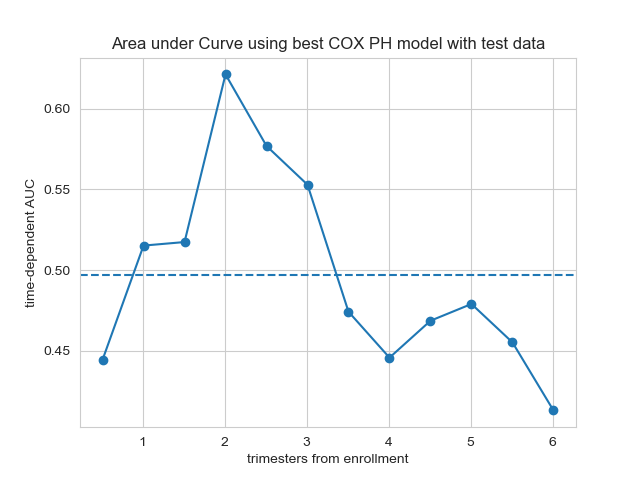 Area under Curve using best COX PH model with test data
time-dependent AUC
0.60
0.55
0.50
0.45
1 2 3 4 5 6
trimesters from enrollment